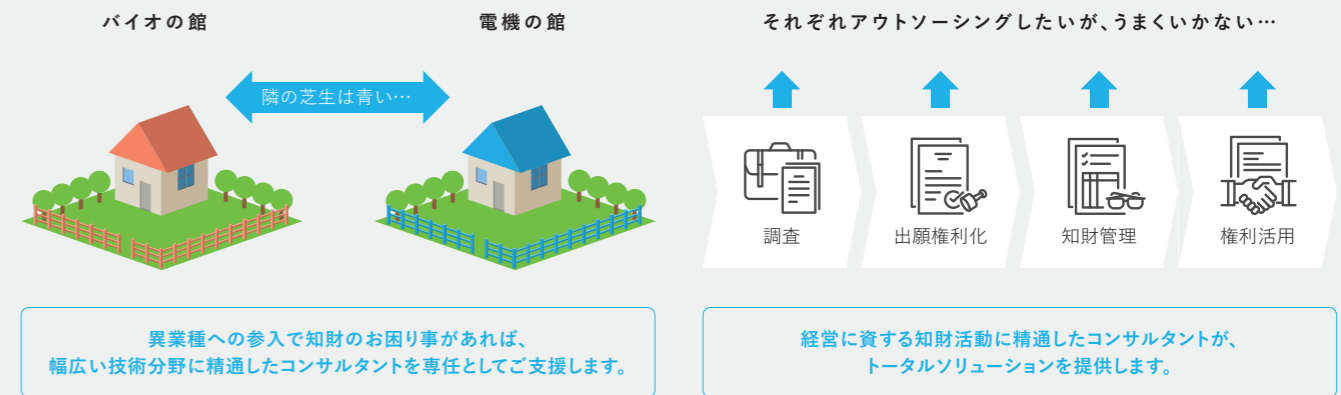 バイオの館
電機の館
隣の芝生は青い…
異業種への参入で知財のお困り事があれば、
幅広い技術分野に精通したコンサルタントを専任としてご支援します。
それぞれアウトソーシングしたいが、うまくいかない…
調査
出願権利化
知財管理
権利活用
経営に資する知財活動に精通したコンサルタントが、
トータルソリューションを提供します。